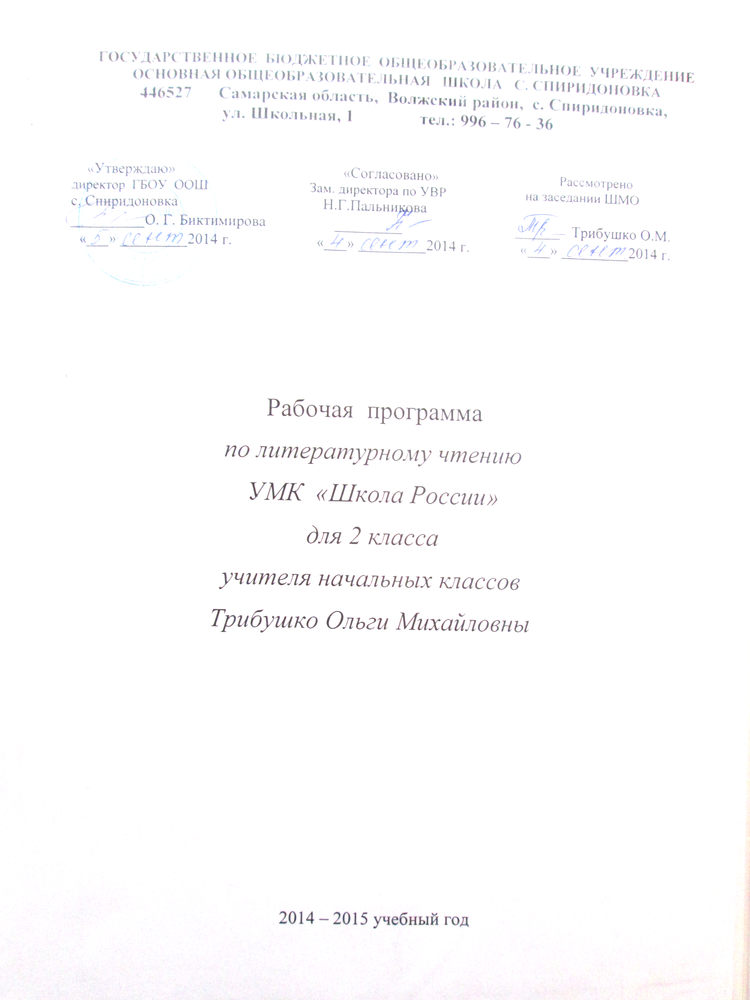 ГОСУДАРСТВЕННОЕ БЮДЖЕТНОЕ ОБЩЕОБРАЗОВАТЕЛЬНОЕ УЧРЕЖДЕНИЕ
ОСНОВНАЯ ОБЩЕОБРАЗОВАТЕЛЬНАЯ ШКОЛА С. СПИРИДОНОВКА
446527 Самарская область, Волжский район, с. Спиридоновка,
ул. Школьная, 1 тел.: 996 – 76 - 36
«Утверждаю»
директор ГБОУ ООШ
с. Спиридоновка
____________О. Г. Биктимирова
«5» сент 2014 г.
«Согласовано»
Зам. директора по УВР
Н.Г.Пальникова
«4» сент 2014 г.
Рассмотрено
на заседании ШМО
Трибушко О.М.
«4» сент 2014 г.
Рабочая программа
по литературному чтению
УМК «Школа России»
для 2 класса
учителя начальных классов
Трибушко Ольги Михайловны
2014 – 2015 учебный год